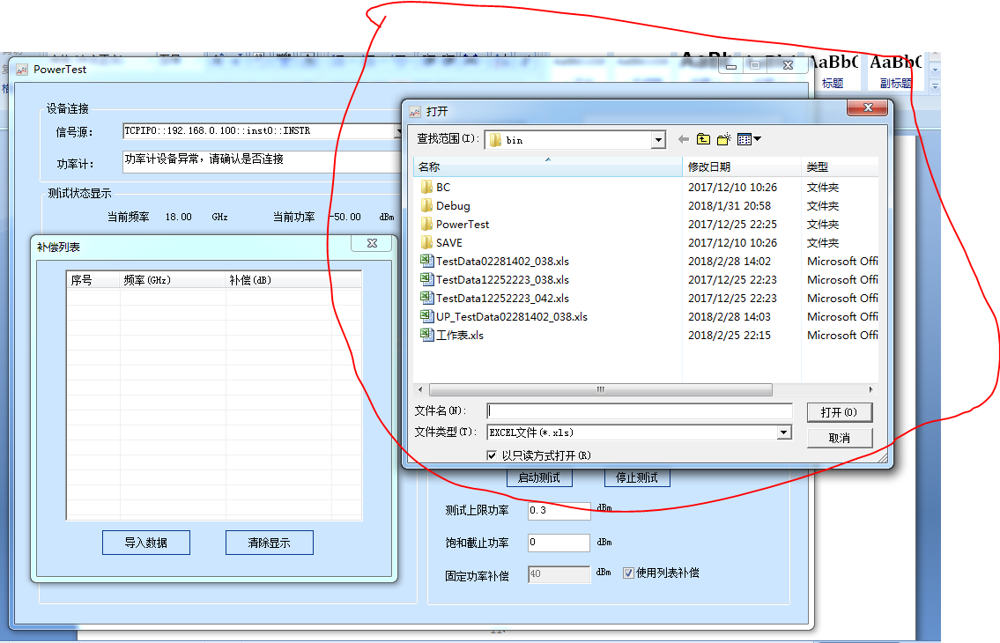 AaBb
AaBbC
AaBbC
标题
副标题
PowerTest
设备连接
信号源：
TCPIP0::192.168.0.100::inst0::INSTR
功率计：
功率计设备异常，请确认是否连接
测试状态显示
当前频率 18.00 GHz 当前功率 -50.00 dBm
补偿列表
序号 频率(GHz) 补偿(dB)
导入数据 清除显示
打开
查找范围(I)： bin
名称 修改日期 类型
BC 2017/12/10 10:26 文件夹
Debug 2018/1/31 20:58 文件夹
PowerTest 2017/12/25 22:25 文件夹
SAVE 2017/12/10 10:26 文件夹
TestData02281402_038.xls 2018/2/28 14:02 Microsoft Offi
TestData12252223_038.xls 2017/12/25 22:23 Microsoft Offi
TestData12252223_042.xls 2017/12/25 22:23 Microsoft Offi
UP_TestData02281402_038.xls 2018/2/28 14:03 Microsoft Offi
工作表.xls 2018/2/25 22:15 Microsoft Offi
文件名(N)： 打开(O)
文件类型(T)： EXCEL文件(*.xls) 取消
以只读方式打开(R)
启动测试 停止测试
测试上限功率 0.3 dBm
饱和截止功率 0 dBm
固定功率补偿 40 dBm 使用列表补偿